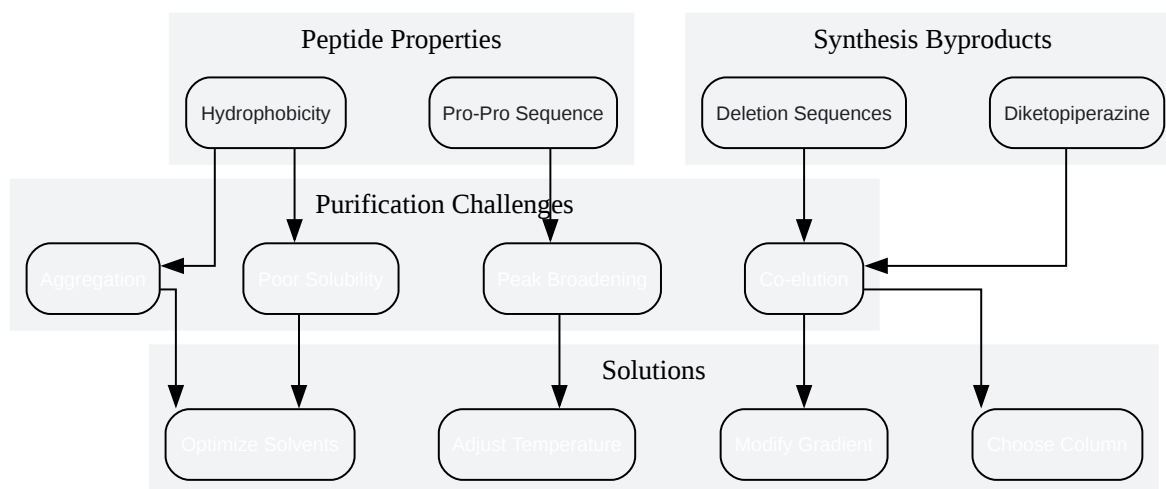 Peptide Properties
Synthesis Byproducts
Hydrophobicity
Pro-Pro Sequence
Deletion Sequences
Diketopiperazine
Purification Challenges
Aggregation
Poor Solubility
Peak Broadening
Co-elution
Solutions
Optimize Solvents
Adjust Temperature
Modify Gradient
Choose Column